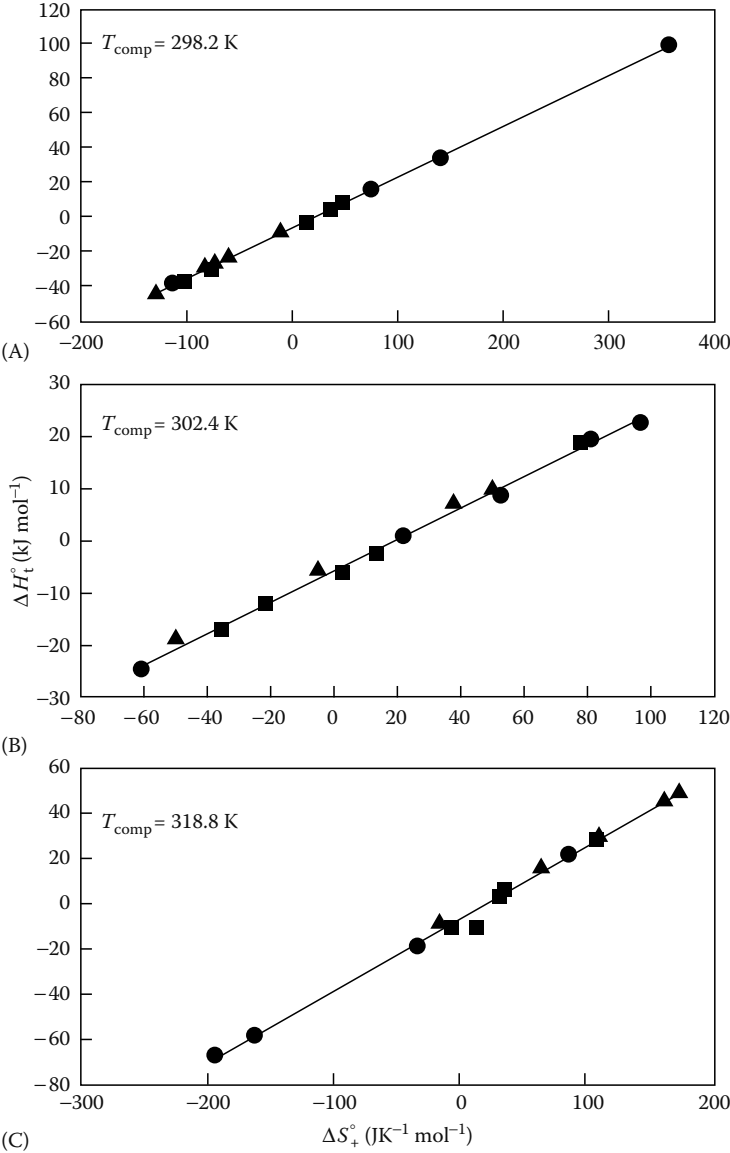 120
100
80
60
40
20
0
−20
−40
−60
T_comp = 298.2 K
−200 −100 0 100 200 300 400
(A)
30
20
10
0
−10
−20
−30
T_comp = 302.4 K
ΔH°_t (kJ mol⁻¹)
−80 −60 −40 −20 0 20 40 60 80 100 120
(B)
60
40
20
0
−20
−40
−60
−80
T_comp = 318.8 K
−300 −200 −100 0 100 200
(C)
ΔS°_+ (JK⁻¹ mol⁻¹)